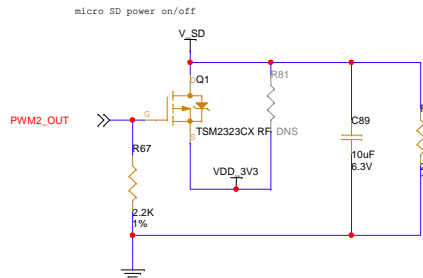 micro SD power on/off
V_SD
D
Q1
R81
PWM2_OUT
G
TSM2323CX RF
DNS
C89
S
R67
10uF
6.3V
VDD_3V3
2.2K
1%